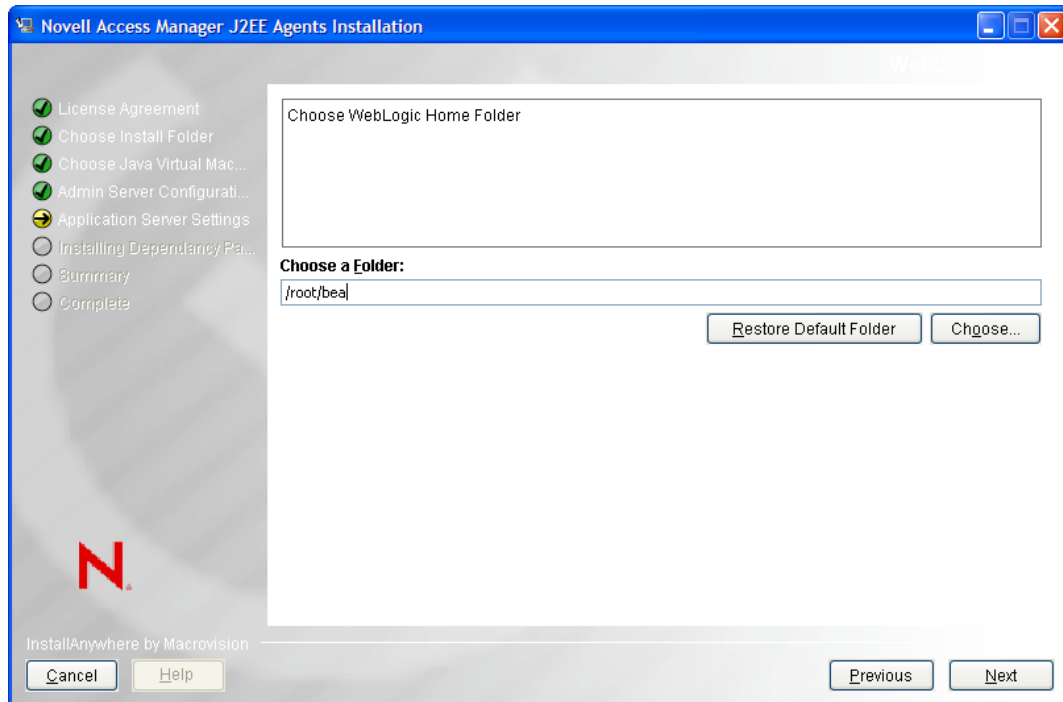 Novell Access Manager J2EE Agents Installation
License Agreement
Choose Install Folder
Choose Java Virtual Mac...
Admin Server Configurati...
Application Server Settings
Installing Dependancy Pa...
Summary
Complete
Choose WebLogic Home Folder
Choose a Folder:
/root/bea
Restore Default Folder
Choose...
N
InstallAnywhere by Macrovision
Cancel
Help
Previous
Next